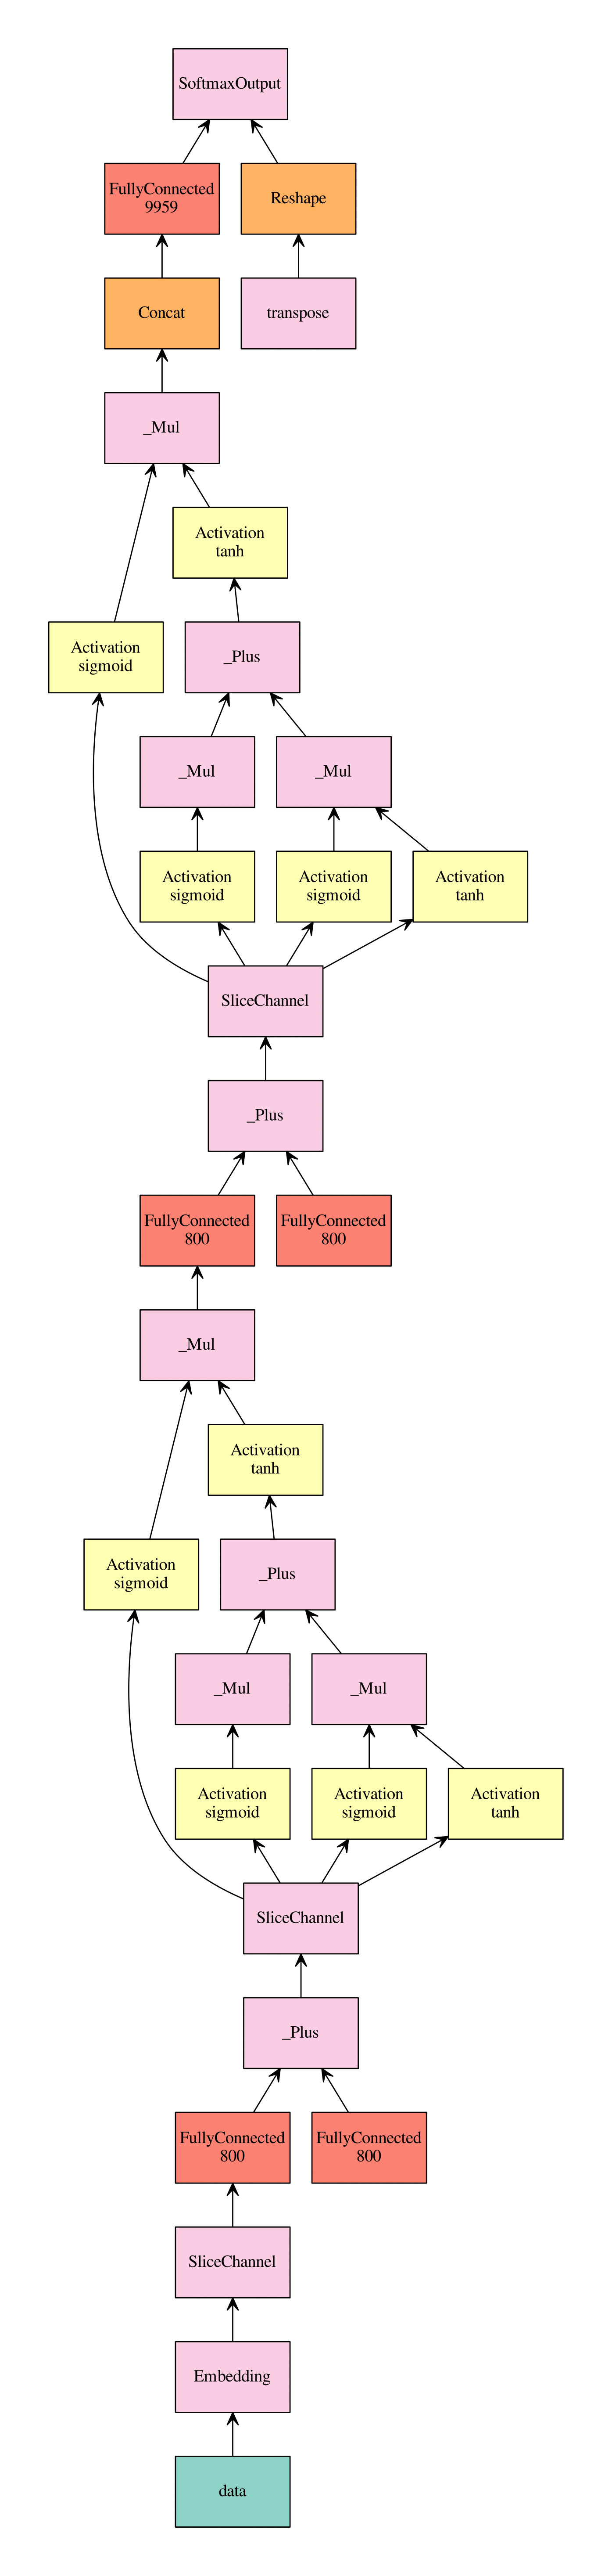 SoftmaxOutput
FullyConnected
9959
Reshape
Concat
transpose
_Mul
Activation
tanh
Activation
sigmoid
_Plus
_Mul
_Mul
Activation
sigmoid
Activation
sigmoid
Activation
tanh
SliceChannel
_Plus
FullyConnected
800
FullyConnected
800
_Mul
Activation
tanh
Activation
sigmoid
_Plus
_Mul
_Mul
Activation
sigmoid
Activation
sigmoid
Activation
tanh
SliceChannel
_Plus
FullyConnected
800
FullyConnected
800
SliceChannel
Embedding
data